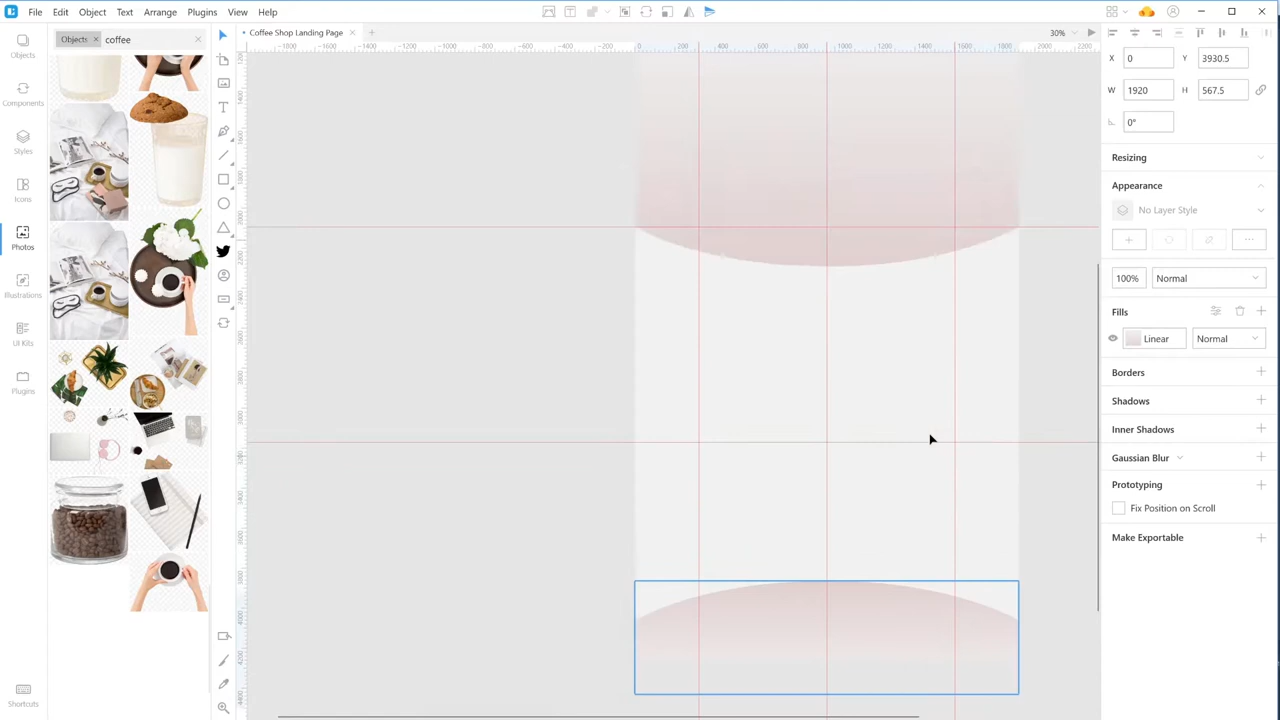 File Edit Object Text Arrange Plugins View Help
Objects × coffee ×
Coffee Shop Landing Page × +
30%
Objects
Components
Styles
Icons
Photos
Illustrations
UI Kits
Plugins
Shortcuts
X 0 Y 3930.5
W 1920 H 567.5
0°
Resizing
Appearance
No Layer Style
100% Normal
Fills
Linear Normal
Borders
Shadows
Inner Shadows
Gaussian Blur
Prototyping
Fix Position on Scroll
Make Exportable